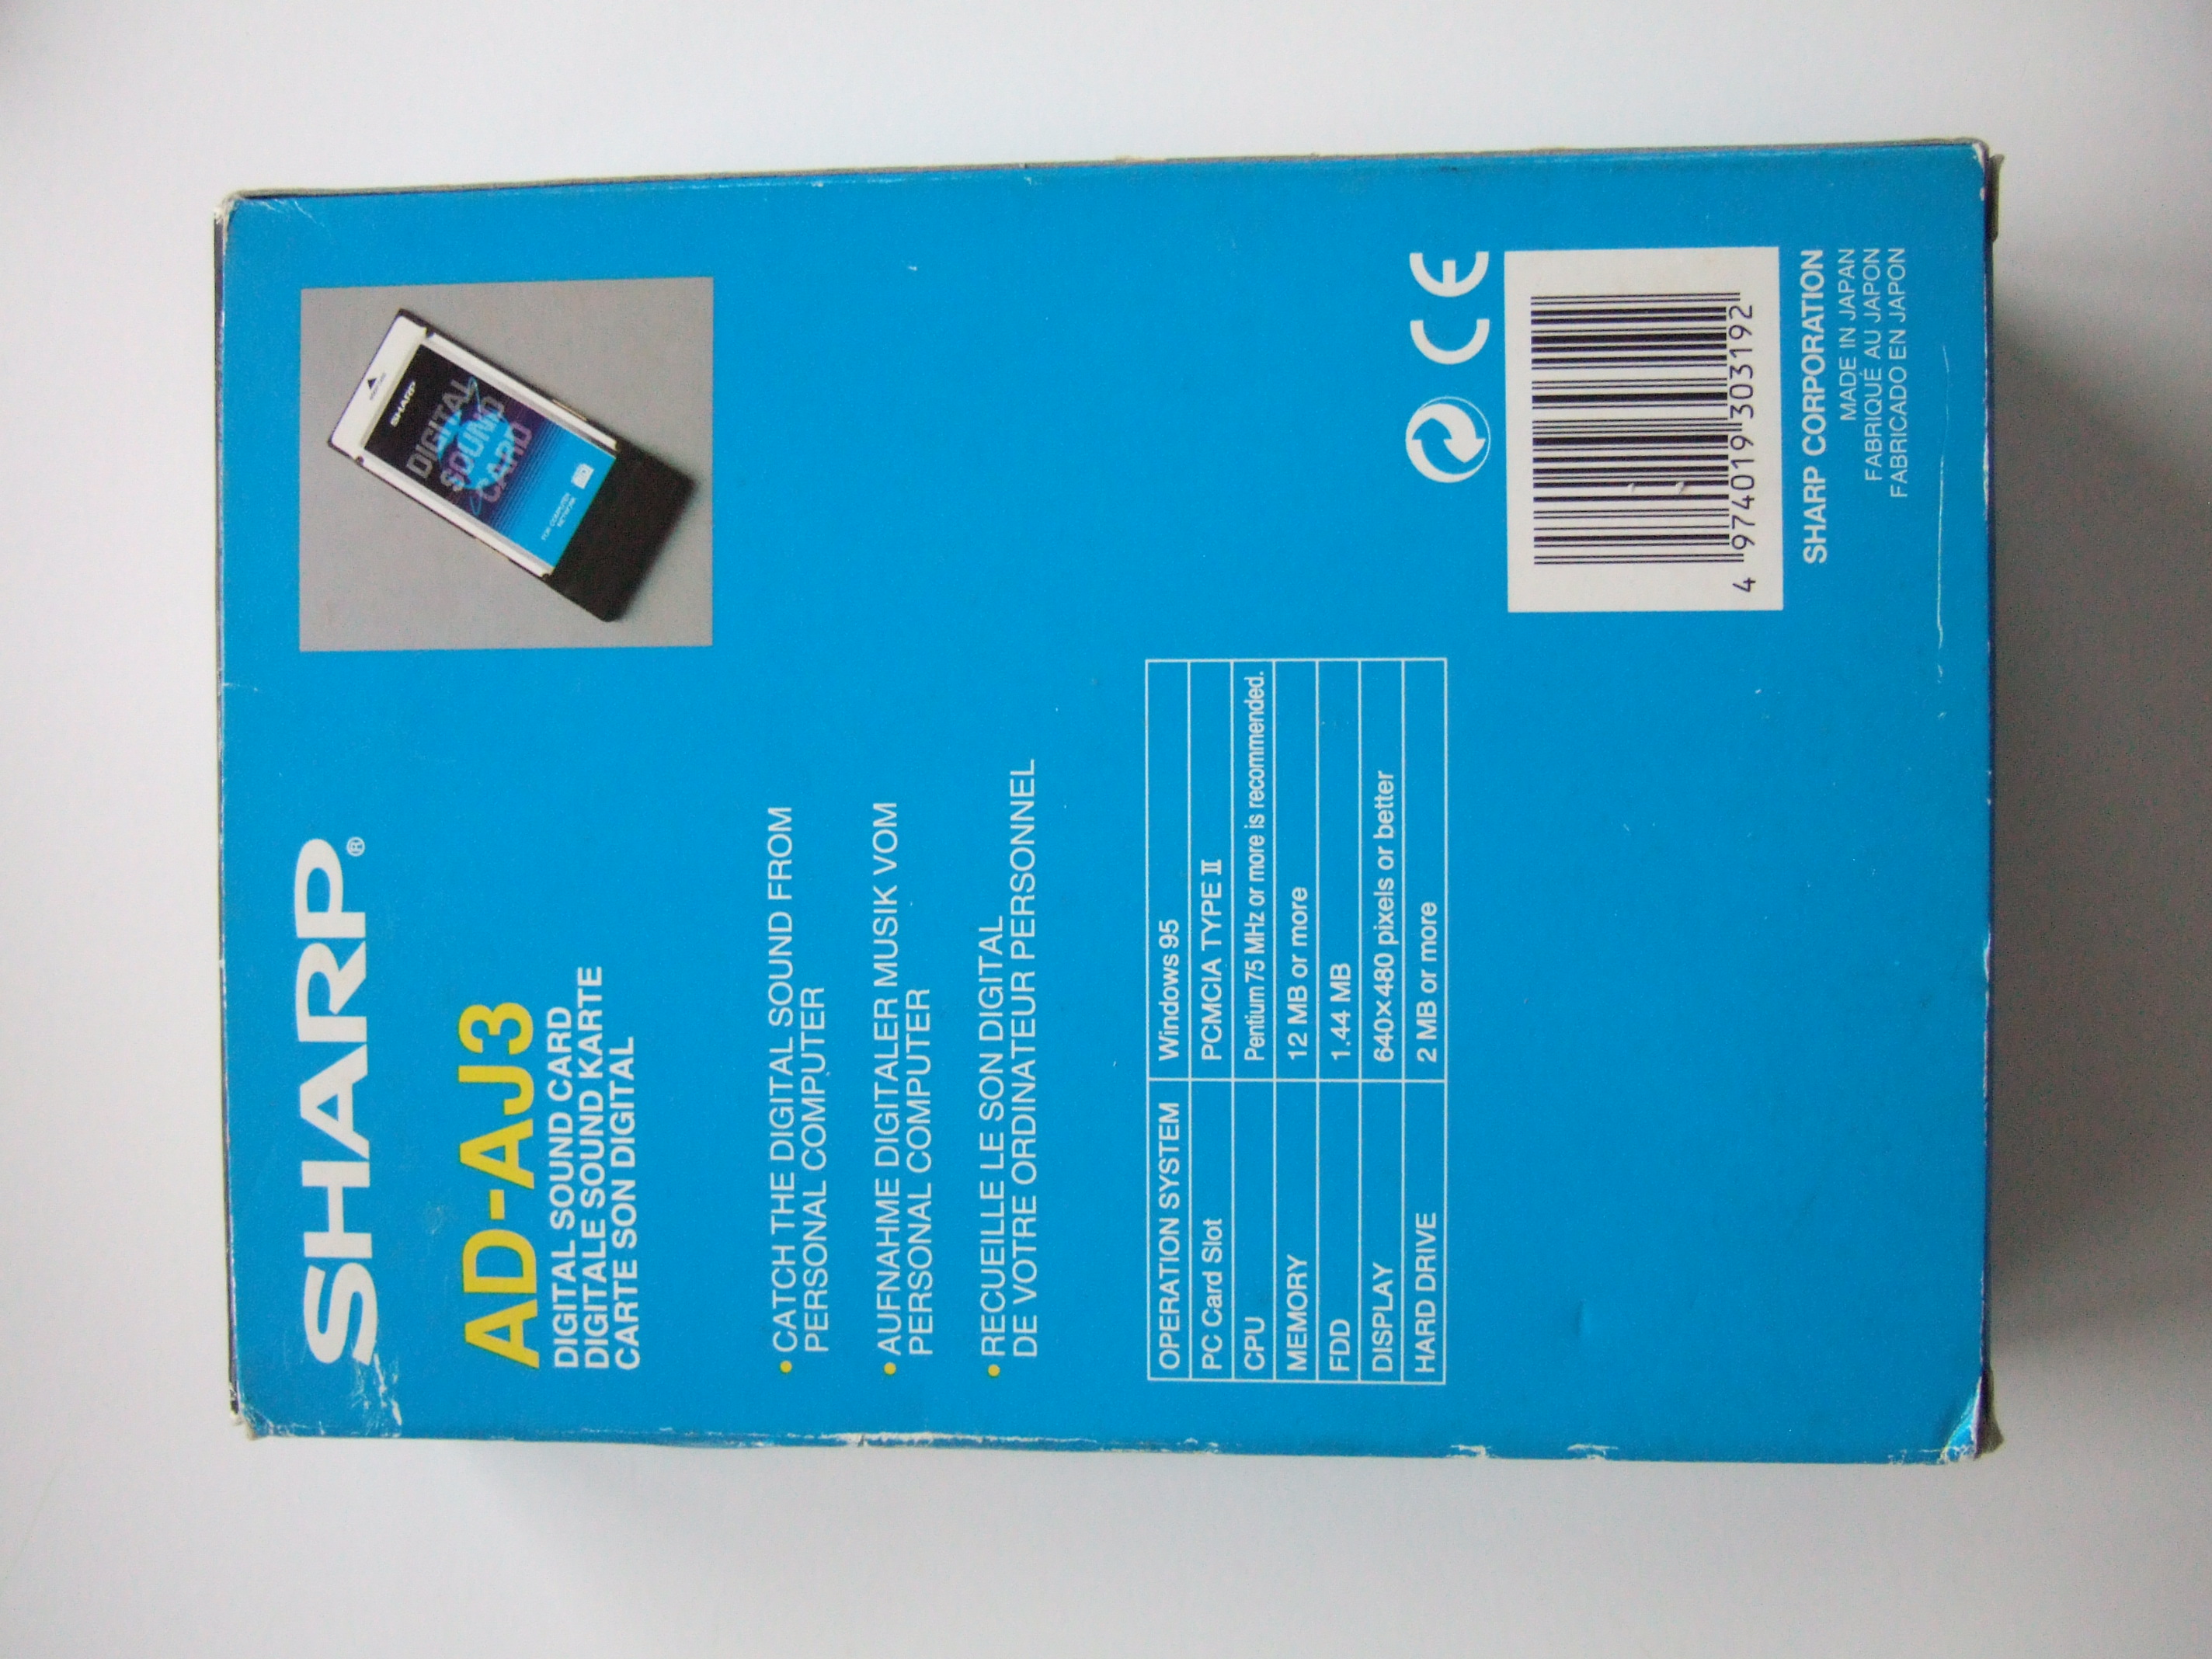 SHARP®
AD-AJ3
DIGITAL SOUND CARD
DIGITALE SOUND KARTE
CARTE SON DIGITAL
SHARP
DIGITAL
SOUND
CARD
FOR COMPUTER
NETWORK
• CATCH THE DIGITAL SOUND FROM
PERSONAL COMPUTER
• AUFNAHME DIGITALER MUSIK VOM
PERSONAL COMPUTER
• RECUEILLE LE SON DIGITAL
DE VOTRE ORDINATEUR PERSONNEL
OPERATION SYSTEM Windows 95
PC Card Slot PCMCIA TYPE II
CPU Pentium 75 MHz or more is recommended.
MEMORY 12 MB or more
FDD 1.44 MB
DISPLAY 640×480 pixels or better
HARD DRIVE 2 MB or more
CE
4 974019 303192
SHARP CORPORATION
MADE IN JAPAN
FABRIQUÉ AU JAPON
FABRICADO EN JAPON